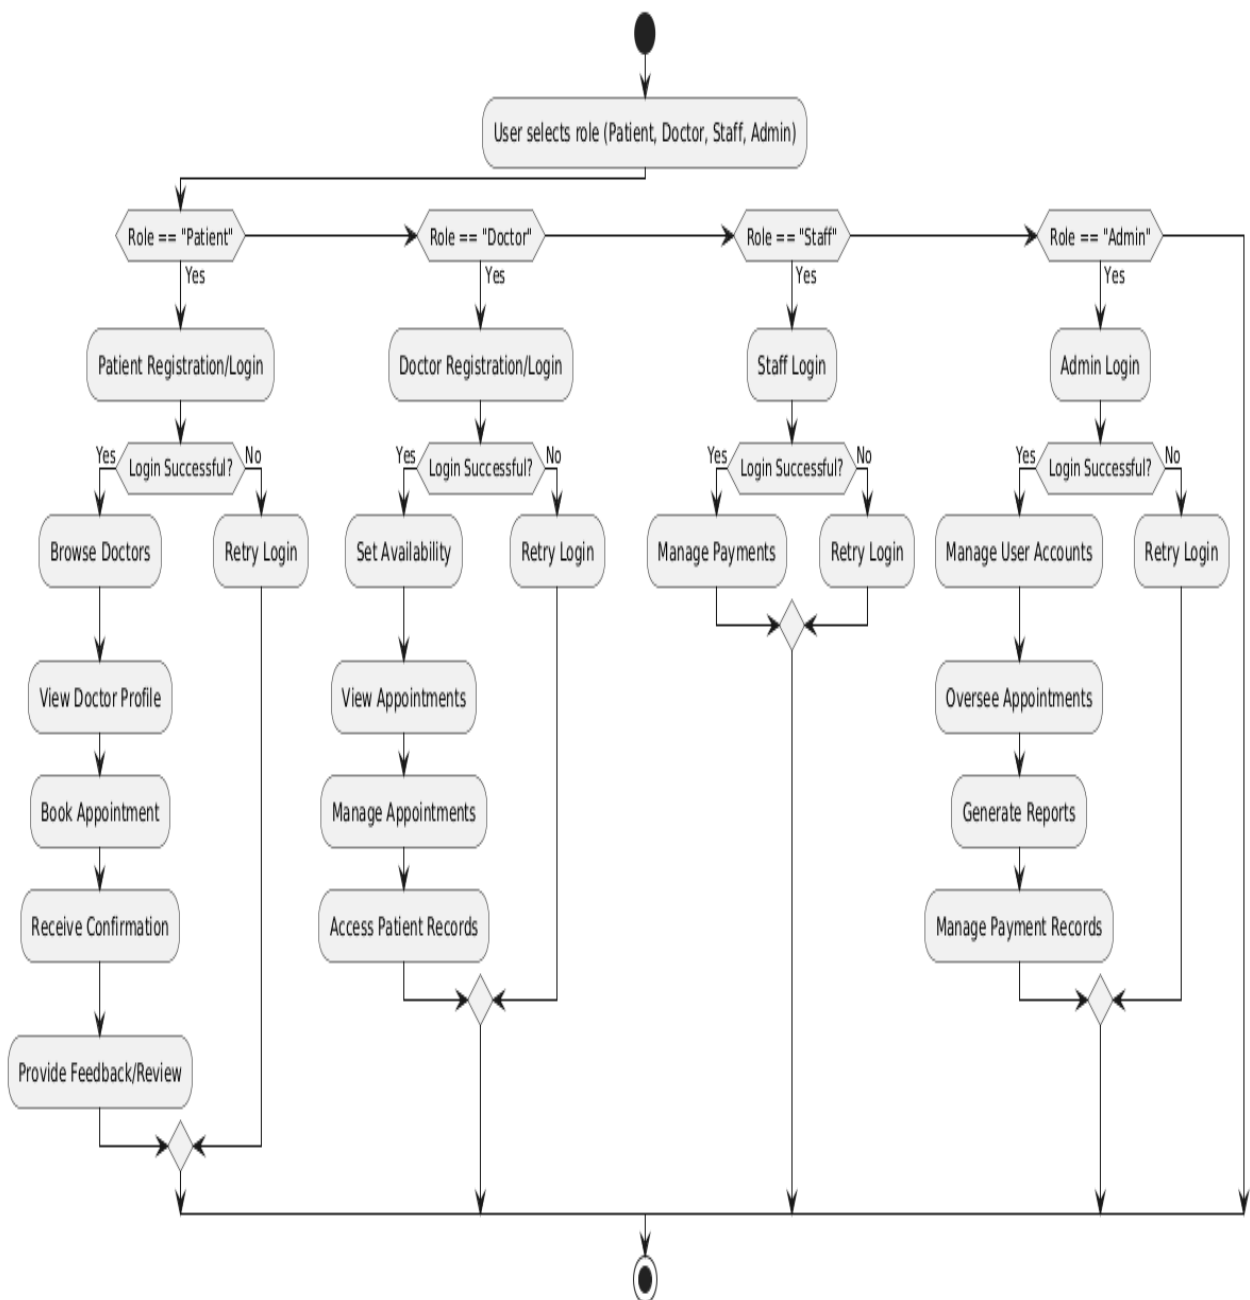 User selects role (Patient, Doctor, Staff, Admin)
Role == "Patient"
Role == "Doctor"
Role == "Staff"
Role == "Admin"
Yes
Yes
Yes
Yes
Patient Registration/Login
Doctor Registration/Login
Staff Login
Admin Login
Yes
Login Successful?
No
Yes
Login Successful?
No
Yes
Login Successful?
No
Yes
Login Successful?
No
Browse Doctors
Retry Login
Set Availability
Retry Login
Manage Payments
Retry Login
Manage User Accounts
Retry Login
View Doctor Profile
View Appointments
Oversee Appointments
Book Appointment
Manage Appointments
Generate Reports
Receive Confirmation
Access Patient Records
Manage Payment Records
Provide Feedback/Review